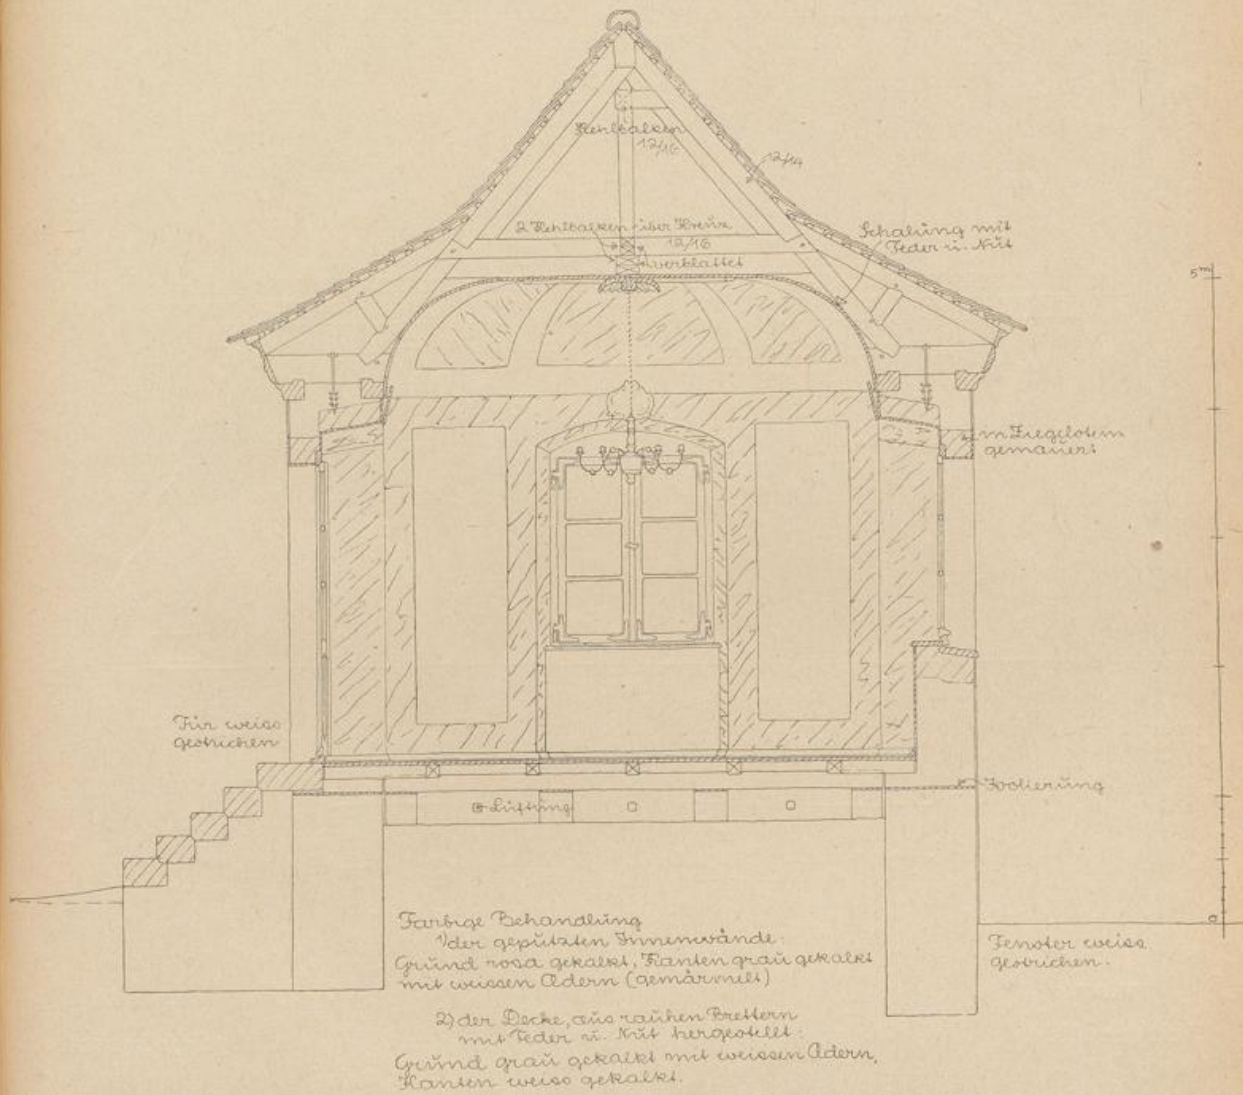 Kehlbalken
12/16
12/14
2 Kehlbalken über Kreuz
12/16
verblattet
Schalung mit
Feder u. Nut
5m
in Ziegelstein
gemauert
Tür weiss
gestrichen
Isolierung
Lüftung
0
Farbige Behandlung
1) der geputzten Innenwände:
Grund rosa gekalkt, Kanten grau gekalkt
mit weissen Adern (gemärmelt)
Fenster weiss
gestrichen.
2) der Decke, aus rauhen Brettern
mit Feder u. Nut hergestellt:
Grund grau gekalkt mit weissen Adern,
Kanten weiss gekalkt.